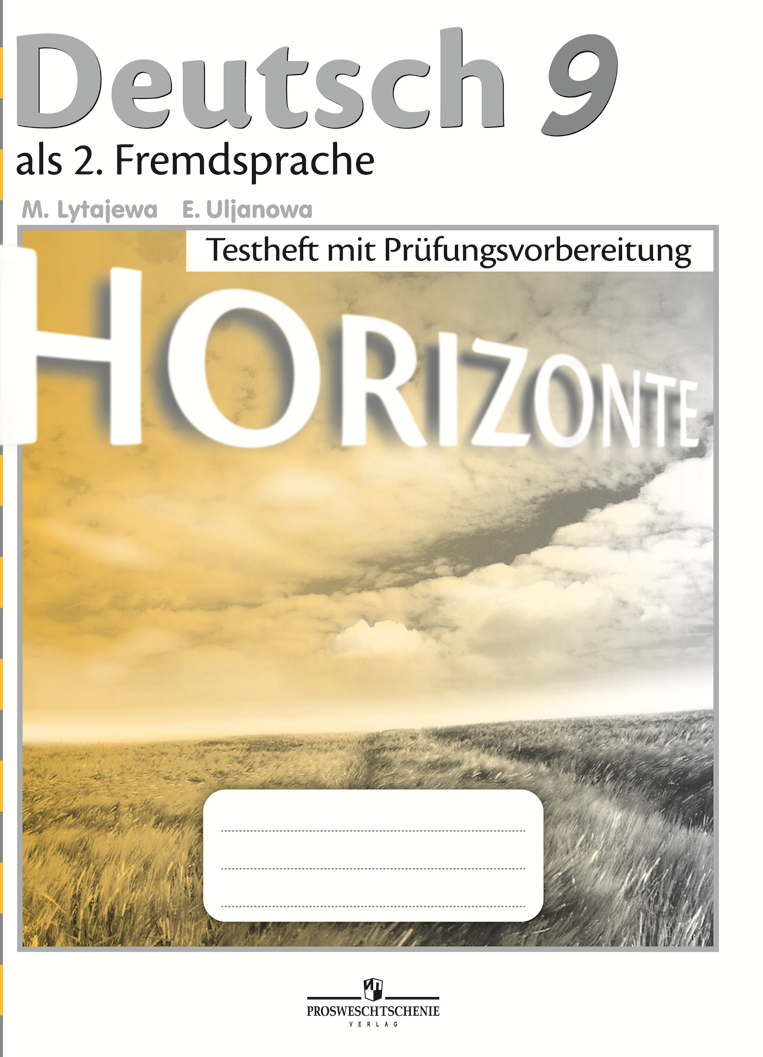 Deutsch 9
als 2. Fremdsprache
M. Lytajewa E. Uljanowa
Testheft mit Prüfungsvorbereitung
HORIZONTE
PROSWESCHTSCHENIE
VERLAG